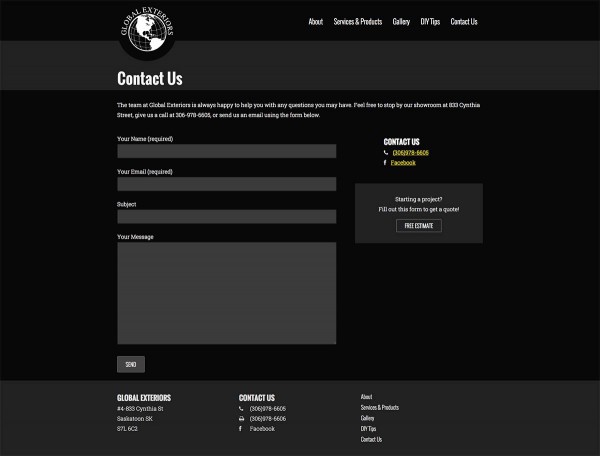 GLOBAL EXTERIORS
About Services & Products Gallery DIY Tips Contact Us
Contact Us
The team at Global Exteriors is always happy to help you with any questions you may have. Feel free to stop by our showroom at 833 Cynthia
Street, give us a call at 306-978-6605, or send us an email using the form below.
Your Name (required)
Your Email (required)
Subject
Your Message
SEND
CONTACT US
(306)978-6605
Facebook
Starting a project?
Fill out this form to get a quote!
FREE ESTIMATE
GLOBAL EXTERIORS
#4-833 Cynthia St
Saskatoon SK
S7L 6C2
CONTACT US
(306)978-6605
(306)978-6606
Facebook
About
Services & Products
Gallery
DIY Tips
Contact Us